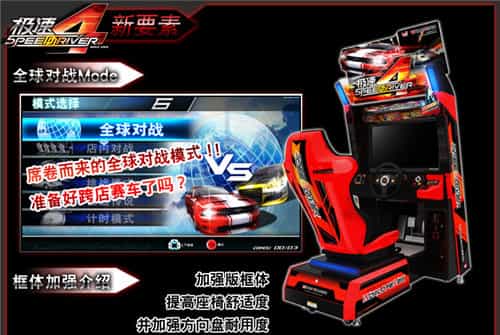 极速4 新要素
SPEED DRIVER
全球对战Mode
模式选择 6
全球对战
店内对战
席卷而来的全球对战模式!!
准备好跨店赛车了吗?
VS
计时模式
框体加强介绍
加强版框体
提高座椅舒适度
并加强方向盘耐用度
极速4